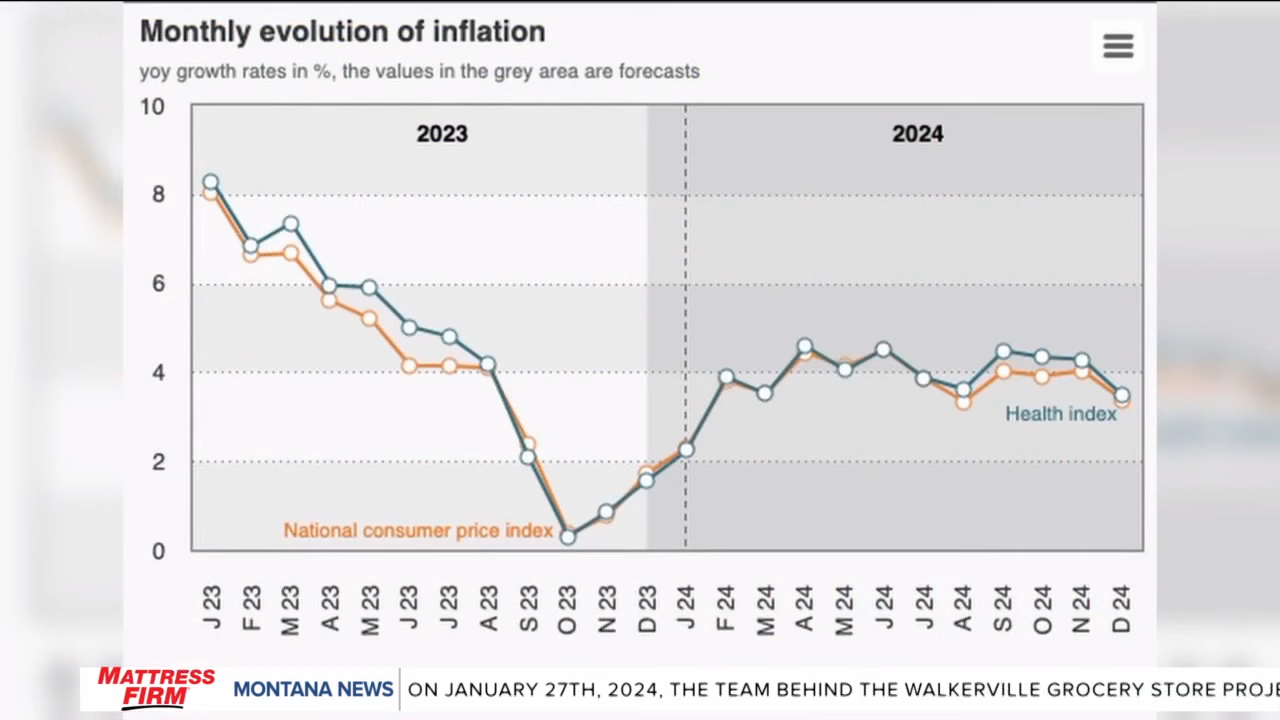 Monthly evolution of inflation
yoy growth rates in %, the values in the grey area are forecasts
10
2023
2024
8
6
4
Health index
2
National consumer price index
0
J 23
F 23
M 23
A 23
M 23
J 23
J 23
A 23
S 23
O 23
N 23
D 23
J 24
F 24
M 24
A 24
M 24
J 24
J 24
A 24
S 24
O 24
N 24
D 24
MATTRESS
FIRM
MONTANA NEWS
ON JANUARY 27TH, 2024, THE TEAM BEHIND THE WALKERVILLE GROCERY STORE PROJE